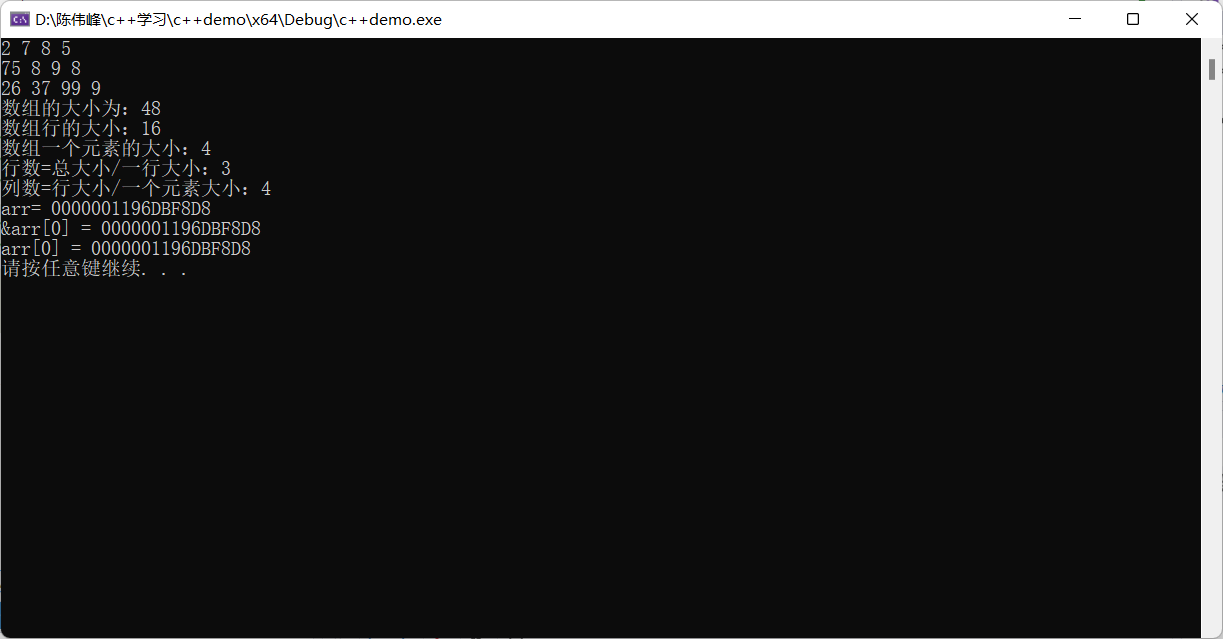 D:\陈伟峰\c++学习\c++demo\x64\Debug\c++demo.exe
2 7 8 5
75 8 9 8
26 37 99 9
数组的大小为：48
数组行的大小：16
数组一个元素的大小：4
行数=总大小/一行大小：3
列数=行大小/一个元素大小：4
arr= 0000001196DBF8D8
&arr[0] = 0000001196DBF8D8
arr[0] = 0000001196DBF8D8
请按任意键继续. . .